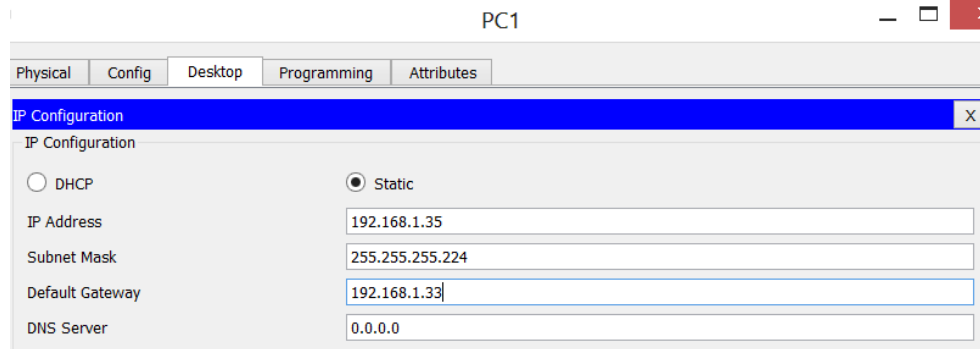 PC1
Physical Config Desktop Programming Attributes
IP Configuration X
IP Configuration
DHCP Static
IP Address 192.168.1.35
Subnet Mask 255.255.255.224
Default Gateway 192.168.1.33
DNS Server 0.0.0.0